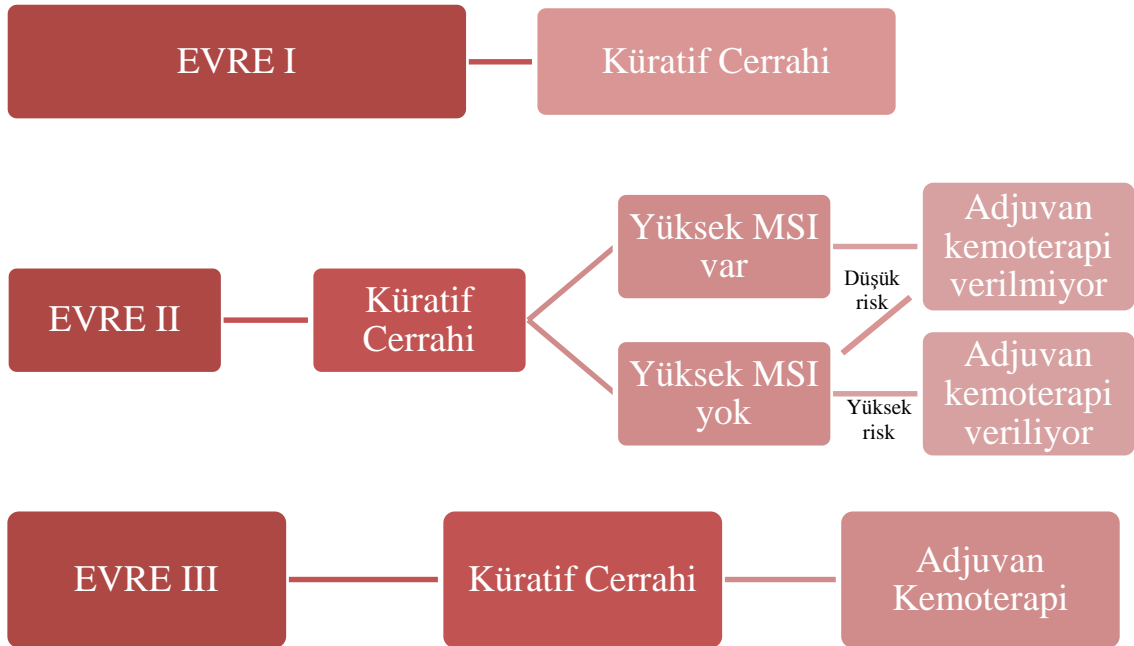 EVRE I
Küratif Cerrahi
EVRE II
Küratif
Cerrahi
Yüksek MSI
var
Düşük
risk
Adjuvan
kemoterapi
verilmiyor
Yüksek MSI
yok
Yüksek
risk
Adjuvan
kemoterapi
veriliyor
EVRE III
Küratif Cerrahi
Adjuvan
Kemoterapi